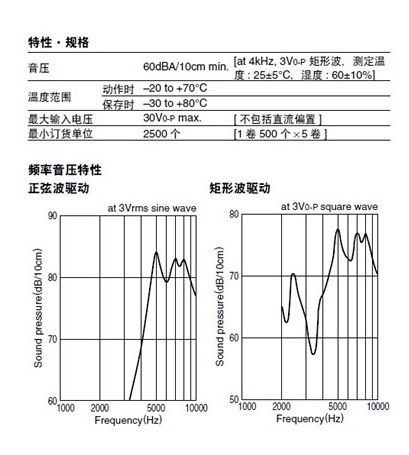 特性・规格
音压 60dBA/10cm min. [at 4kHz, 3V0-P 矩形波，测定温
度：25±5°C，湿度：60±10%]
温度范围 动作时 –20 to +70°C
保存时 –30 to +80°C
最大输入电压 30V0-P max. [不包括直流偏置]
最小订货单位 2500 个 [1 卷 500 个×5 卷]
频率音压特性
正弦波驱动
at 3Vrms sine wave
90
80
70
60
Sound pressure(dB/10cm)
1000 2000 5000 10000
Frequency(Hz)
矩形波驱动
at 3V0-P square wave
80
70
60
50
Sound pressure(dB/10cm)
1000 2000 5000 10000
Frequency(Hz)